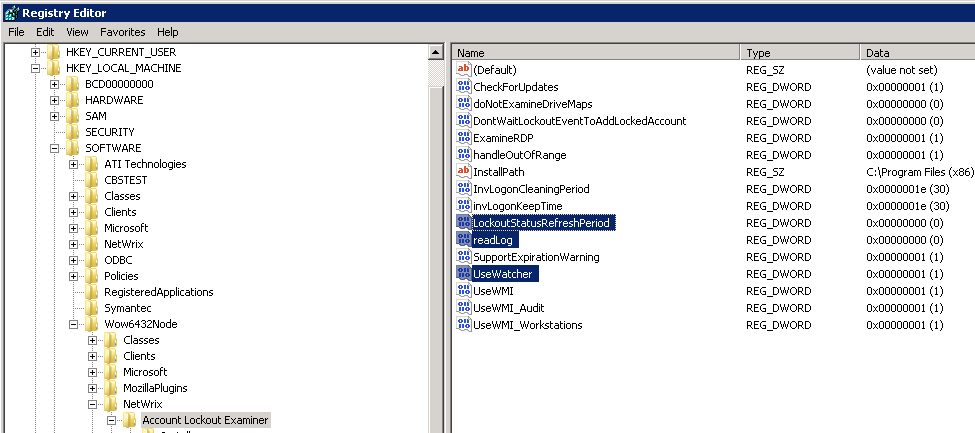 Registry Editor
File Edit View Favorites Help
HKEY_CURRENT_USER
HKEY_LOCAL_MACHINE
BCD00000000
HARDWARE
SAM
SECURITY
SOFTWARE
ATI Technologies
CBSTEST
Classes
Clients
Microsoft
NetWrix
ODBC
Policies
RegisteredApplications
Symantec
Wow6432Node
Classes
Clients
Microsoft
MozillaPlugins
NetWrix
Account Lockout Examiner
Name Type Data
(Default) REG_SZ (value not set)
CheckForUpdates REG_DWORD 0x00000001 (1)
doNotExamineDriveMaps REG_DWORD 0x00000000 (0)
DontWaitLockoutEventToAddLockedAccount REG_DWORD 0x00000000 (0)
ExamineRDP REG_DWORD 0x00000001 (1)
handleOutOfRange REG_DWORD 0x00000001 (1)
InstallPath REG_SZ C:\Program Files (x86)
InvLogonCleaningPeriod REG_DWORD 0x0000001e (30)
invLogonKeepTime REG_DWORD 0x0000001e (30)
LockoutStatusRefreshPeriod REG_DWORD 0x00000000 (0)
readLog REG_DWORD 0x00000000 (0)
SupportExpirationWarning REG_DWORD 0x00000001 (1)
UseWatcher REG_DWORD 0x00000001 (1)
UseWMI REG_DWORD 0x00000001 (1)
UseWMI_Audit REG_DWORD 0x00000001 (1)
UseWMI_Workstations REG_DWORD 0x00000001 (1)